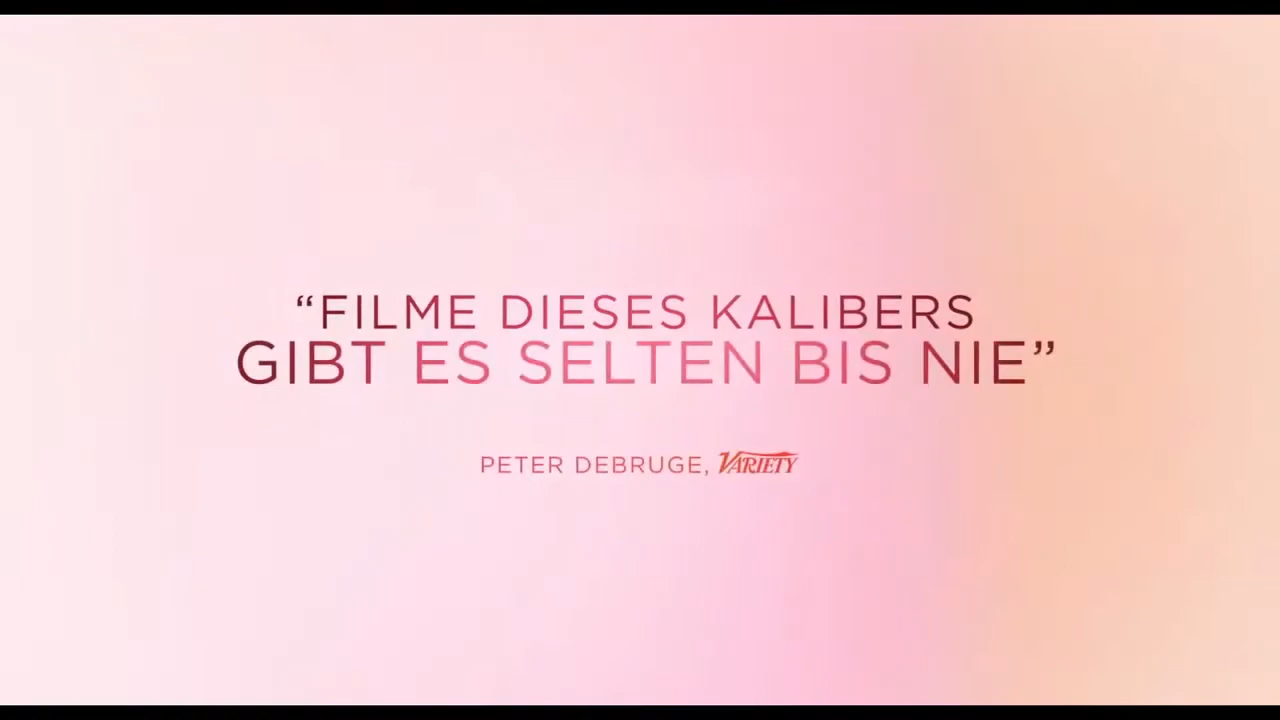 “FILME DIESES KALIBERS
GIBT ES SELTEN BIS NIE”
PETER DEBRUGE, VARIETY